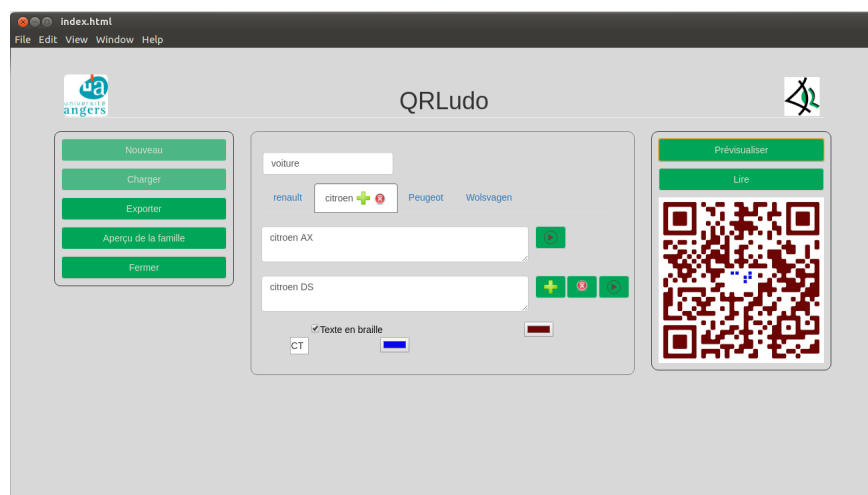 index.html
File Edit View Window Help
université
angers
QRLudo
Nouveau
Charger
Exporter
Aperçu de la famille
Fermer
voiture
renault citroen Peugeot Wolsvagen
citroen AX
citroen DS
Texte en braille
CT
Prévisualiser
Lire